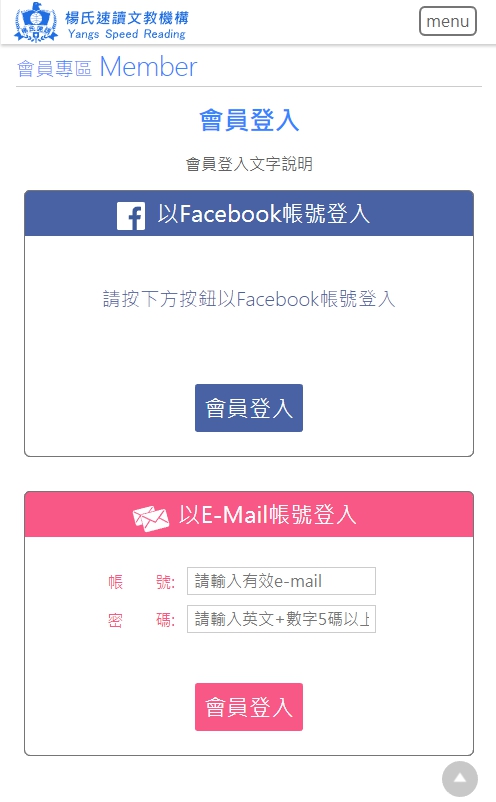 楊氏速讀文教機構
Yangs Speed Reading
menu
會員專區 Member
會員登入
會員登入文字說明
以Facebook帳號登入
請按下方按鈕以Facebook帳號登入
會員登入
以E-Mail帳號登入
帳 號: 請輸入有效e-mail
密 碼: 請輸入英文+數字5碼以上
會員登入